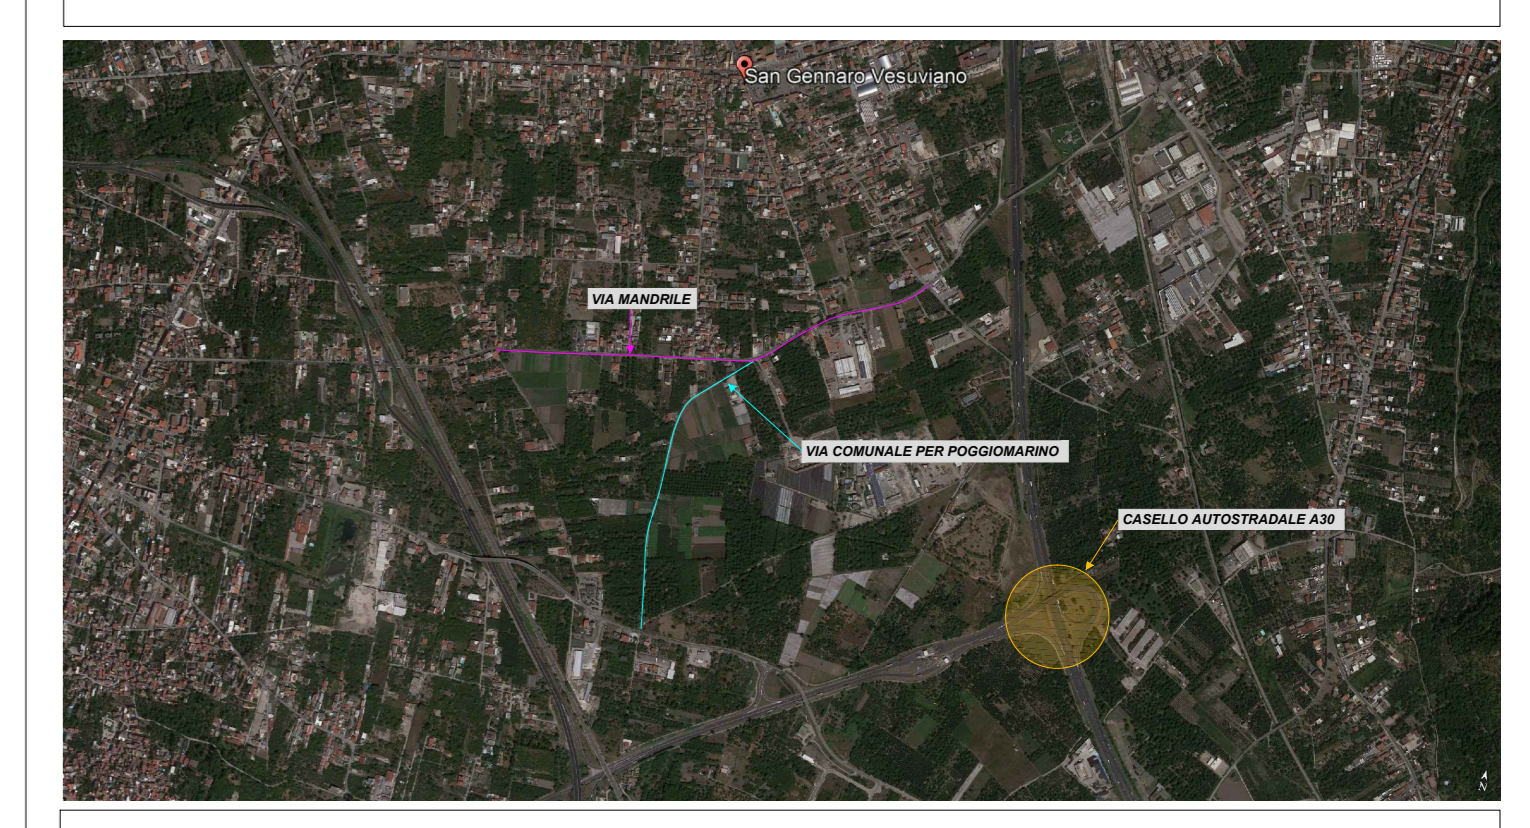 San Gennaro Vesuviano
VIA MANDRILE
VIA COMUNALE PER POGGIOMARINO
CASELLO AUTOSTRADALE A30
N